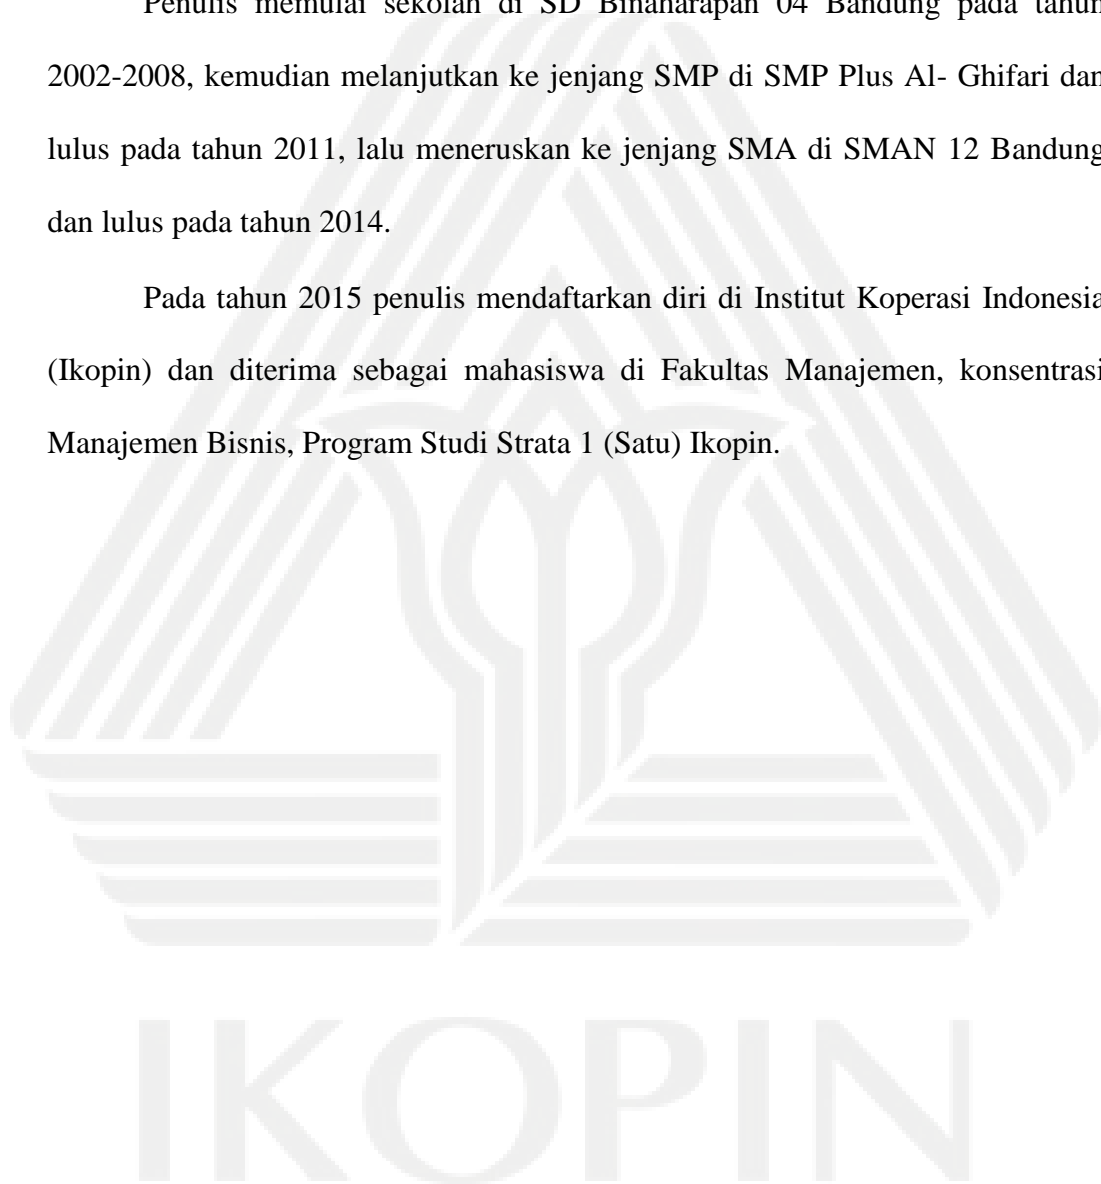 Penulis memulai sekolah di SD Binaharapan 04 Bandung pada tahun
2002-2008, kemudian melanjutkan ke jenjang SMP di SMP Plus Al- Ghifari dan
lulus pada tahun 2011, lalu meneruskan ke jenjang SMA di SMAN 12 Bandung
dan lulus pada tahun 2014.
Pada tahun 2015 penulis mendaftarkan diri di Institut Koperasi Indonesia
(Ikopin) dan diterima sebagai mahasiswa di Fakultas Manajemen, konsentrasi
Manajemen Bisnis, Program Studi Strata 1 (Satu) Ikopin.
IKOPIN